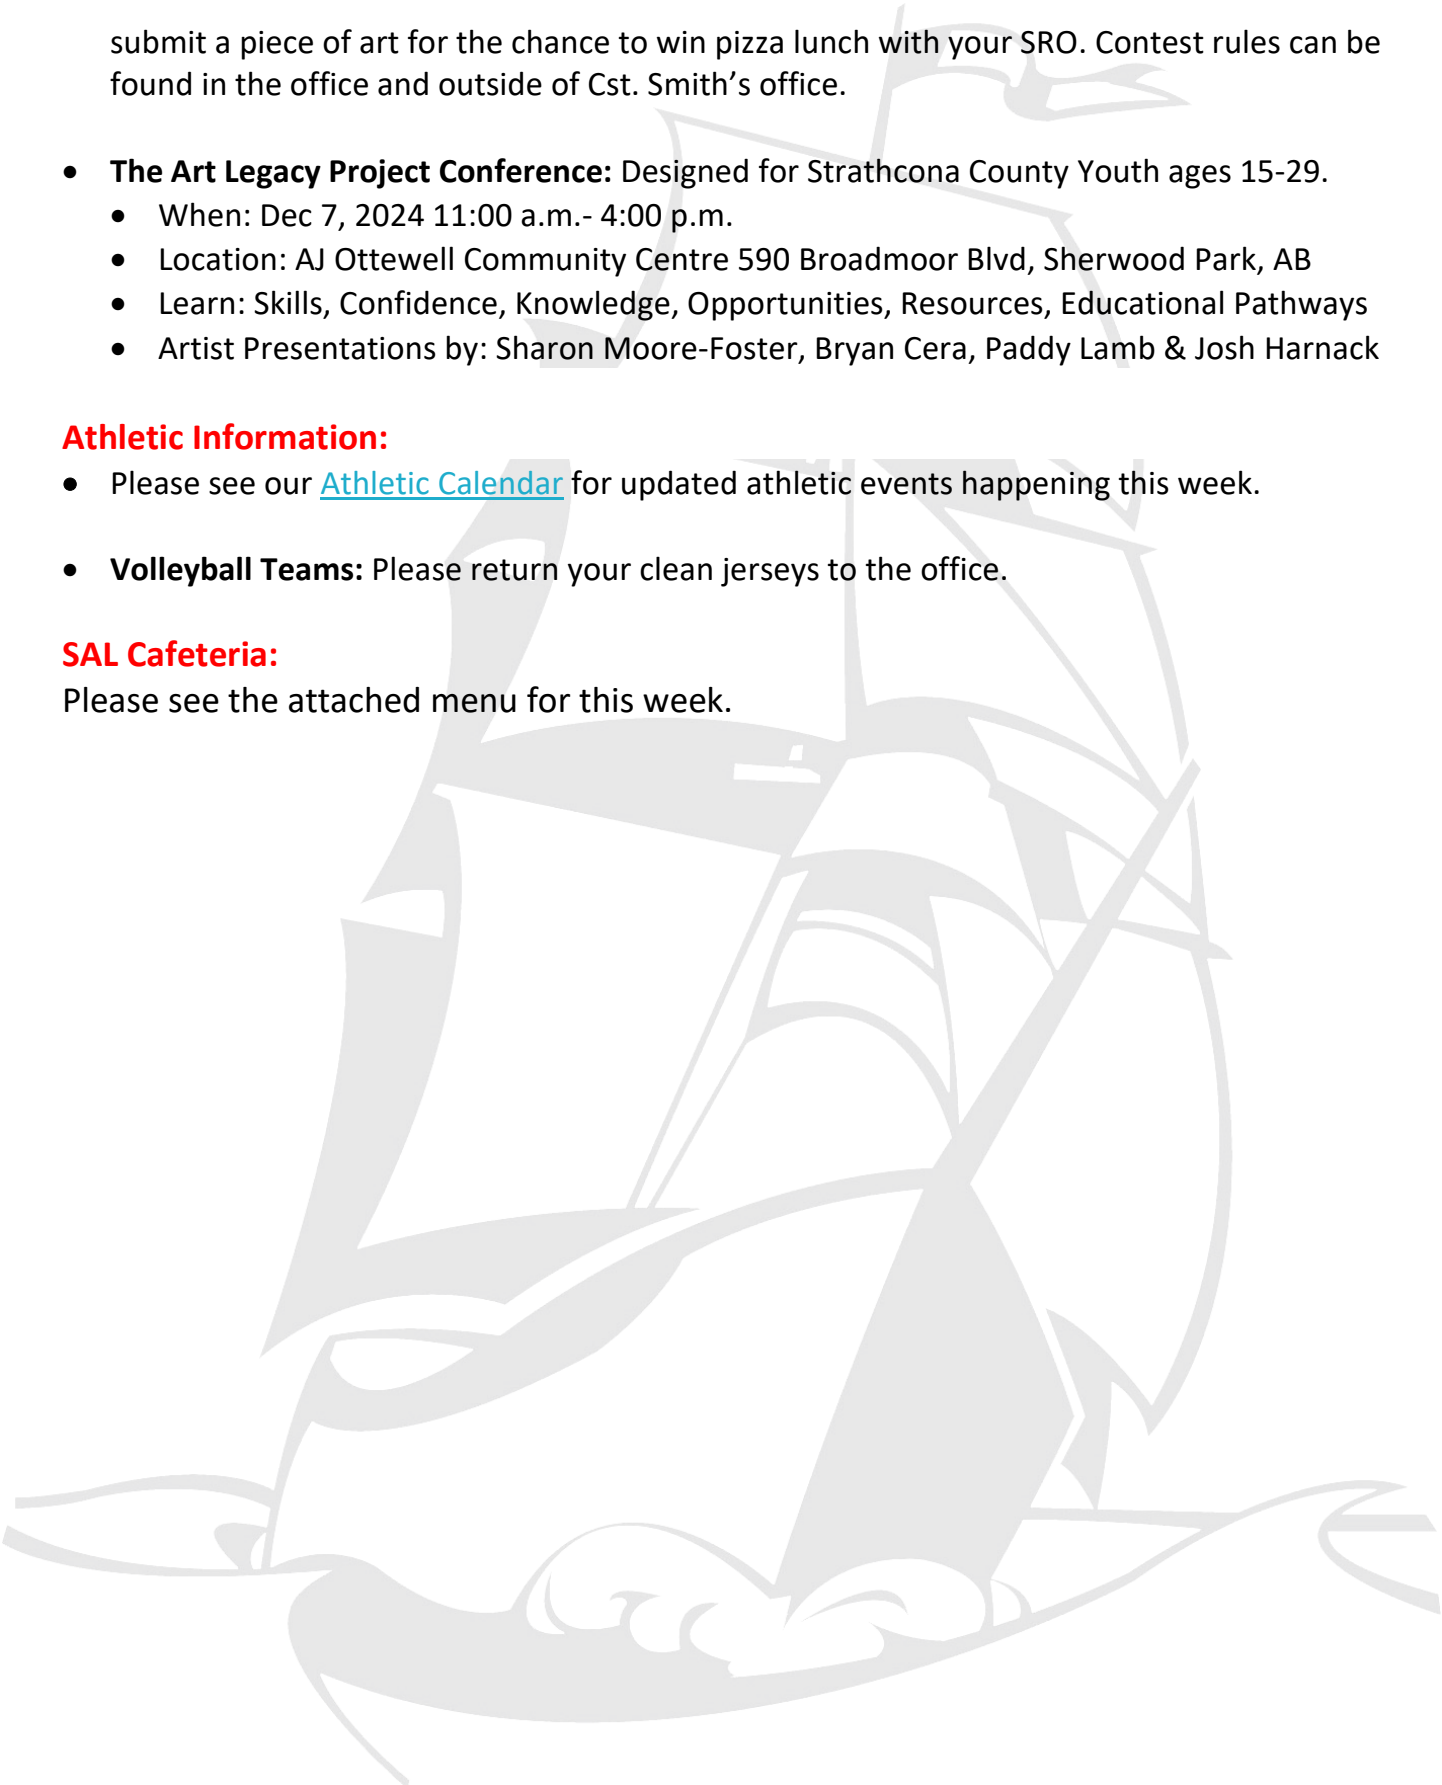 submit a piece of art for the chance to win pizza lunch with your SRO. Contest rules can be
found in the office and outside of Cst. Smith’s office.
• The Art Legacy Project Conference: Designed for Strathcona County Youth ages 15-29.
• When: Dec 7, 2024 11:00 a.m.- 4:00 p.m.
• Location: AJ Ottewell Community Centre 590 Broadmoor Blvd, Sherwood Park, AB
• Learn: Skills, Confidence, Knowledge, Opportunities, Resources, Educational Pathways
• Artist Presentations by: Sharon Moore-Foster, Bryan Cera, Paddy Lamb & Josh Harnack
Athletic Information:
• Please see our Athletic Calendar for updated athletic events happening this week.
• Volleyball Teams: Please return your clean jerseys to the office.
SAL Cafeteria:
Please see the attached menu for this week.